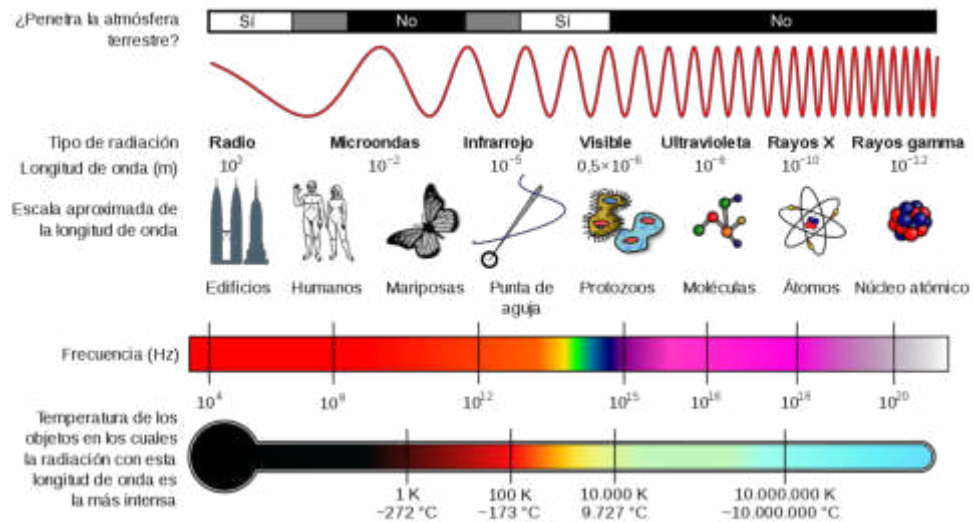 ¿Penetra la atmósfera
terrestre?
Sí
No
Sí
No
Tipo de radiación
Radio
Microondas
Infrarrojo
Visible
Ultravioleta
Rayos X
Rayos gamma
Longitud de onda (m)
10³
10⁻²
10⁻⁵
0,5×10⁻⁶
10⁻⁸
10⁻¹⁰
10⁻¹²
Escala aproximada de
la longitud de onda
Edificios
Humanos
Mariposas
Punta de
aguja
Protozoos
Moléculas
Átomos
Núcleo atómico
Frecuencia (Hz)
10⁴
10⁸
10¹²
10¹⁵
10¹⁶
10¹⁸
10²⁰
Temperatura de los
objetos en los cuales
la radiación con esta
longitud de onda es
la más intensa
1 K
−272 °C
100 K
−173 °C
10.000 K
9.727 °C
10.000.000 K
~10.000.000 °C